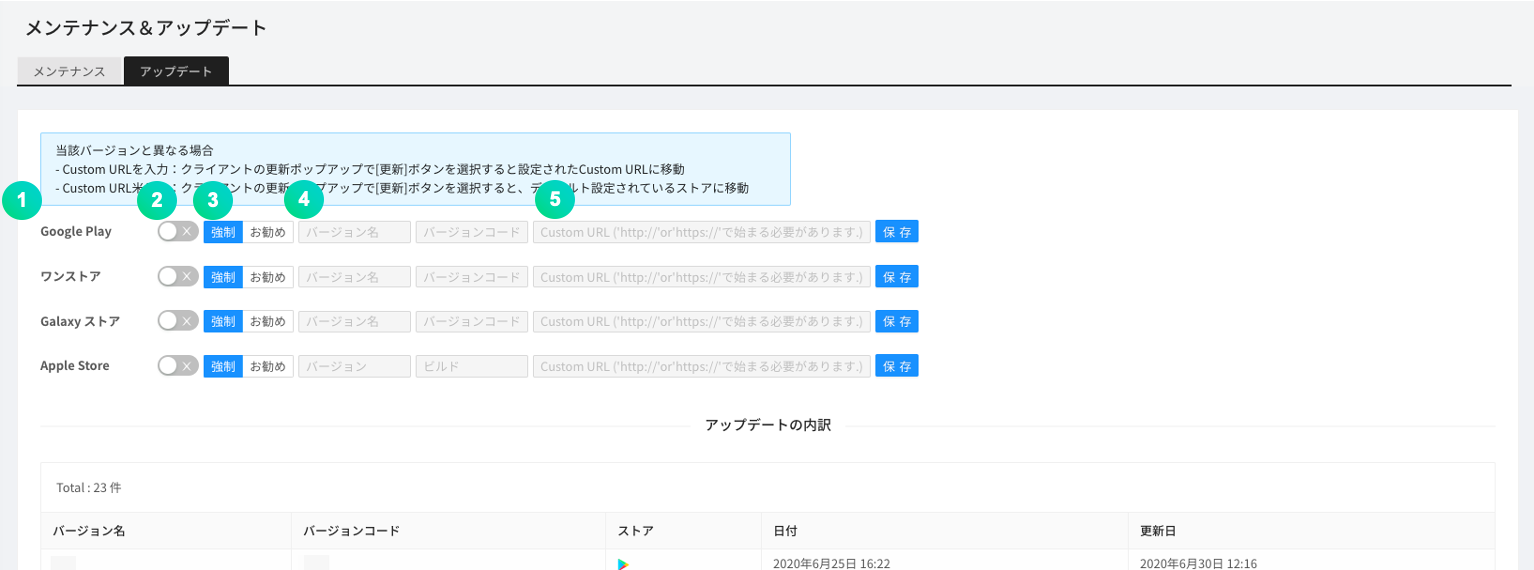 メンテナンス＆アップデート
メンテナンス アップデート
当該バージョンと異なる場合
- Custom URLを入力：クライアントの更新ポップアップで[更新]ボタンを選択すると設定されたCustom URLに移動
- Custom URL未 ：ク の更新 ップアップで[更新]ボタンを選択すると、デ ルト設定されているストアに移動
1 2 3 4 5
Google Play 強制 お勧め バージョン名 バージョンコード Custom URL ('http://'or'https://'で始まる必要があります.) 保 存
ワンストア 強制 お勧め バージョン名 バージョンコード Custom URL ('http://'or'https://'で始まる必要があります.) 保 存
Galaxy ストア 強制 お勧め バージョン名 バージョンコード Custom URL ('http://'or'https://'で始まる必要があります.) 保 存
Apple Store 強制 お勧め バージョン ビルド Custom URL ('http://'or'https://'で始まる必要があります.) 保 存
アップデートの内訳
Total : 23 件
バージョン名 バージョンコード ストア 日付 更新日
2020年6月25日 16:22 2020年6月30日 12:16